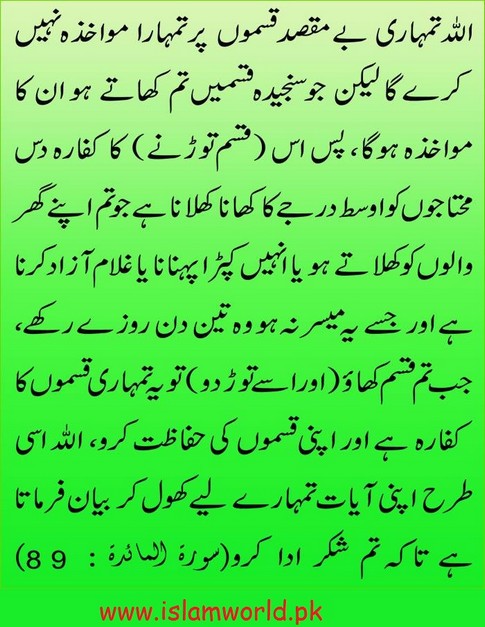 اللہ تمہاری بے مقصد قسموں پر تمہارا مواخذہ نہیں
کرے گا لیکن جو سنجیدہ قسمیں تم کھاتے ہو ان کا
مواخذہ ہوگا، پس اس (قسم توڑنے) کا کفارہ دس
محتاجوں کو اوسط درجے کا کھانا کھلانا ہے جو تم اپنے گھر
والوں کو کھلاتے ہو یا انہیں کپڑا پہنانا یا غلام آزاد کرنا
ہے اور جسے یہ میسر نہ ہو وہ تین دن روزے رکھے،
جب تم قسم کھاؤ (اور اسے توڑ دو) تو یہ تمہاری قسموں کا
کفارہ ہے اور اپنی قسموں کی حفاظت کرو، اللہ اسی
طرح اپنی آیات تمہارے لیے کھول کر بیان فرماتا
ہے تاکہ تم شکر ادا کرو (سورۃ المائدۃ : 89)
www.islamworld.pk